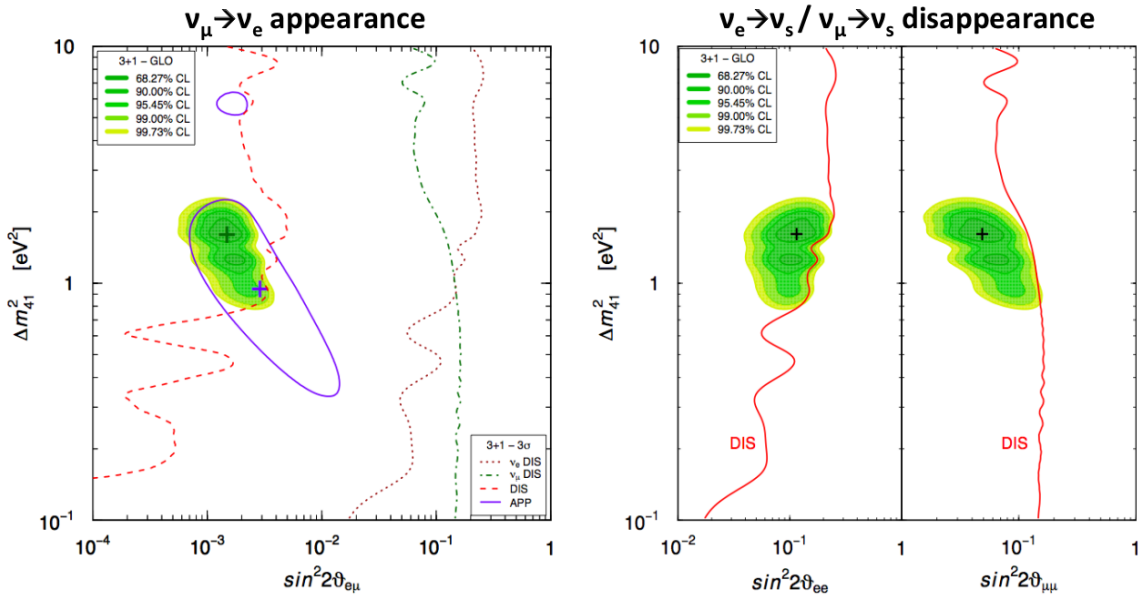 νμ→νe appearance
3+1 − GLO
68.27% CL
90.00% CL
95.45% CL
99.00% CL
99.73% CL
10
1
10−1
Δm²41 [eV²]
3+1 − 3σ
νe DIS
νμ DIS
DIS
APP
10−4
10−3
10−2
10−1
1
sin²2ϑeμ
νe→νs / νμ→νs disappearance
3+1 − GLO
68.27% CL
90.00% CL
95.45% CL
99.00% CL
99.73% CL
10
1
10−1
Δm²41 [eV²]
DIS
DIS
10−2
10−1
1
10−1
1
sin²2ϑee
sin²2ϑμμ